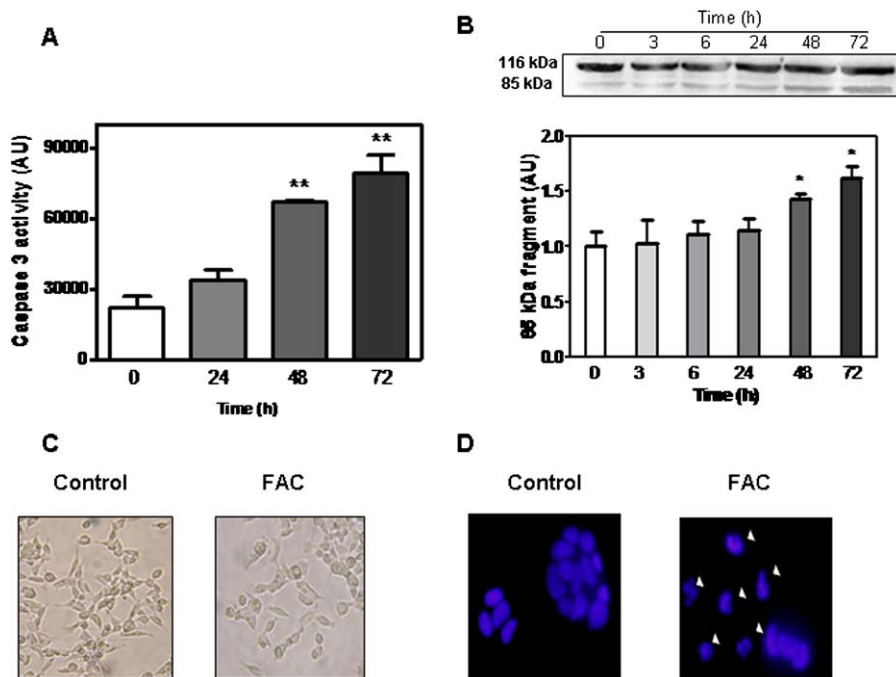 A
Caspase 3 activity (AU)
90000
60000
30000
0
**
**
0 24 48 72
Time (h)
B
Time (h)
0 3 6 24 48 72
116 kDa
85 kDa
85 kDa fragment (AU)
2.0
1.5
1.0
0.5
0.0
*
*
0 3 6 24 48 72
Time (h)
C
Control FAC
D
Control FAC